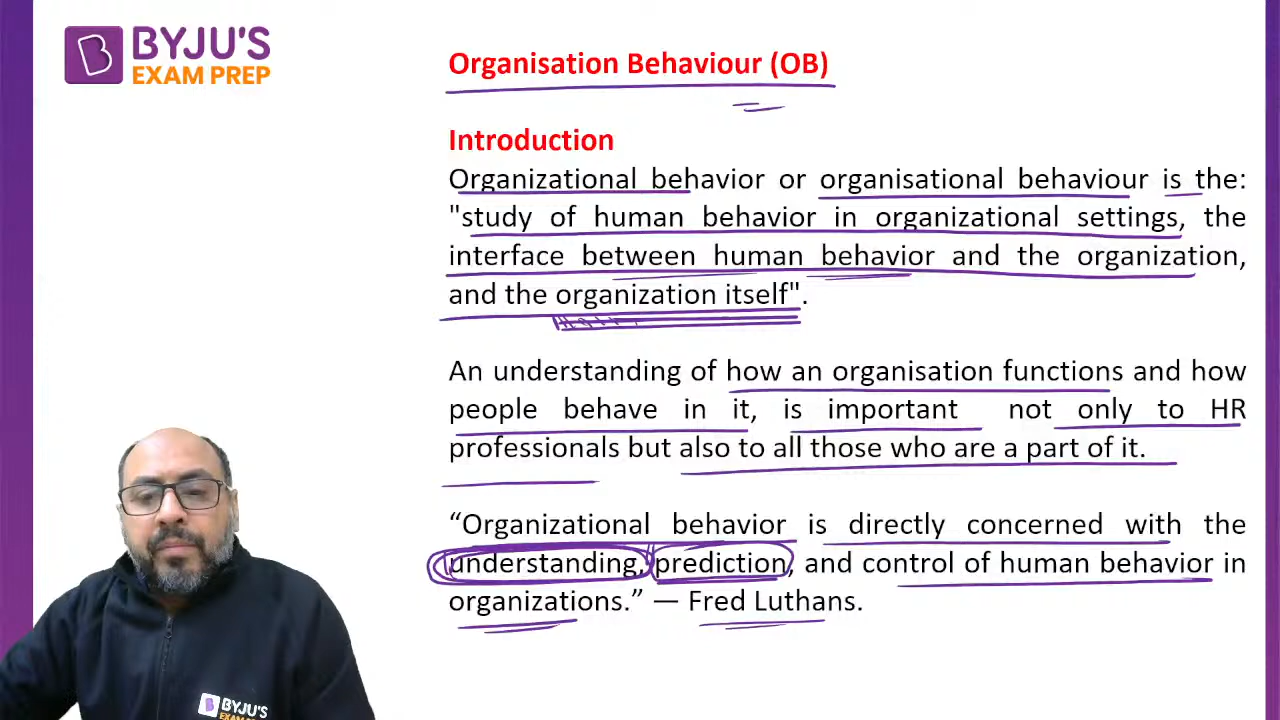 BYJU'S
EXAM PREP
Organisation Behaviour (OB)
Introduction
Organizational behavior or organisational behaviour is the:
"study of human behavior in organizational settings, the
interface between human behavior and the organization,
and the organization itself".
An understanding of how an organisation functions and how
people behave in it, is important not only to HR
professionals but also to all those who are a part of it.
“Organizational behavior is directly concerned with the
understanding, prediction, and control of human behavior in
organizations.” — Fred Luthans.
BYJU'S
EXAM PREP